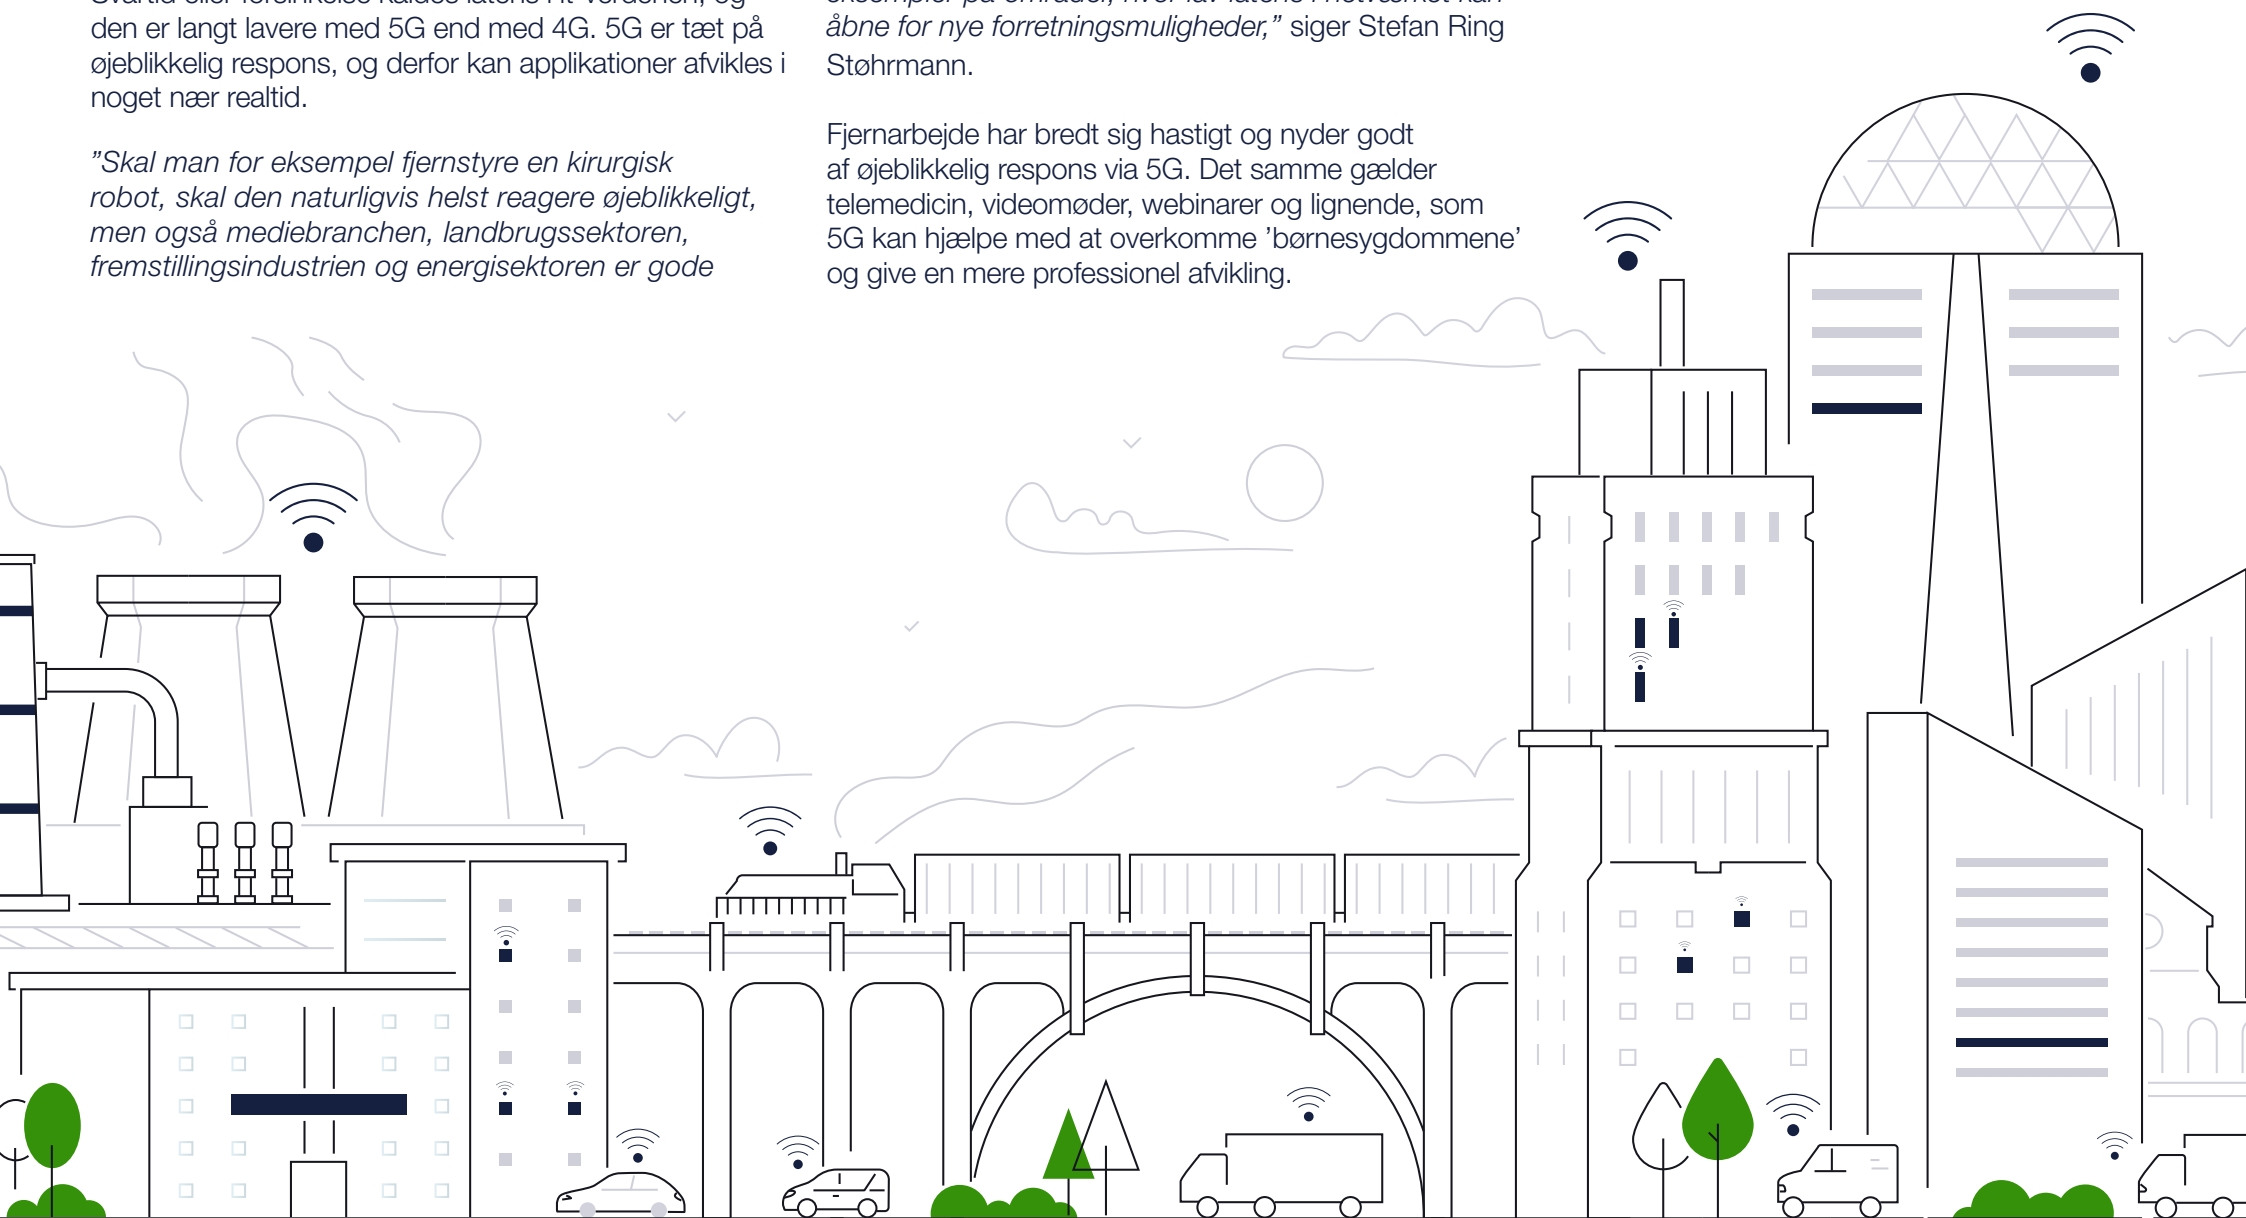 den er langt lavere med 5G end med 4G. 5G er tæt på
øjeblikkelig respons, og derfor kan applikationer afvikles i
noget nær realtid.
”Skal man for eksempel fjernstyre en kirurgisk
robot, skal den naturligvis helst reagere øjeblikkeligt,
men også mediebranchen, landbrugssektoren,
fremstillingsindustrien og energisektoren er gode
åbne for nye forretningsmuligheder,” siger Stefan Ring
Støhrmann.
Fjernarbejde har bredt sig hastigt og nyder godt
af øjeblikkelig respons via 5G. Det samme gælder
telemedicin, videomøder, webinarer og lignende, som
5G kan hjælpe med at overkomme ’børnesygdommene’
og give en mere professionel afvikling.